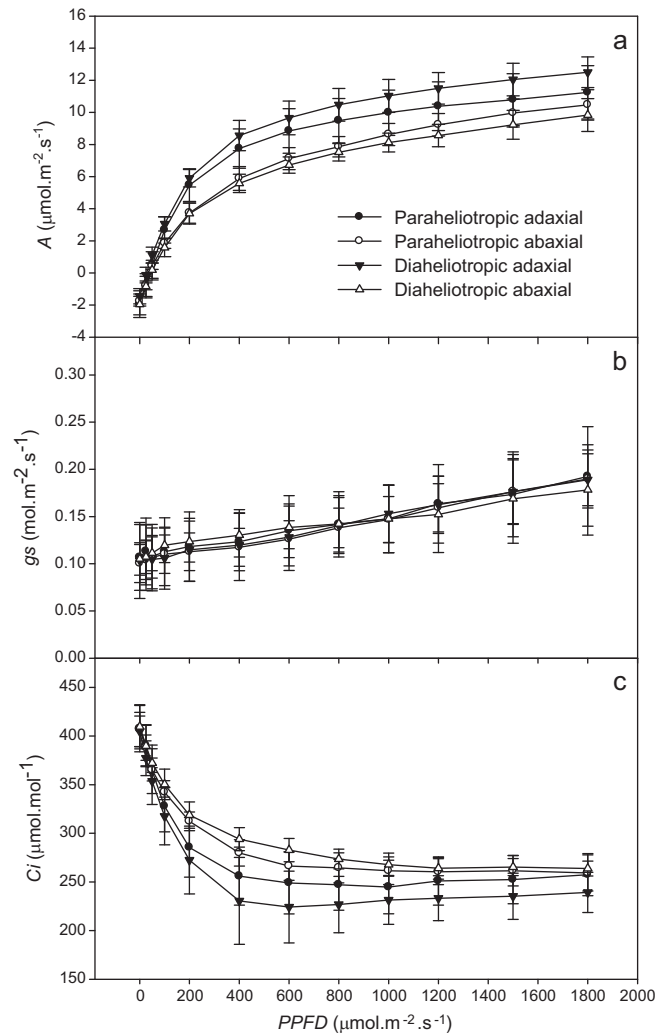 16
14
12
10
8
6
4
2
0
-2
-4
A (μmol.m-2.s-1)
a
Paraheliotropic adaxial
Paraheliotropic abaxial
Diaheliotropic adaxial
Diaheliotropic abaxial
0.30
0.25
0.20
0.15
0.10
0.05
0.00
gs (mol.m-2.s-1)
b
450
400
350
300
250
200
150
Ci (μmol.mol-1)
c
0 200 400 600 800 1000 1200 1400 1600 1800 2000
PPFD (μmol.m-2.s-1)